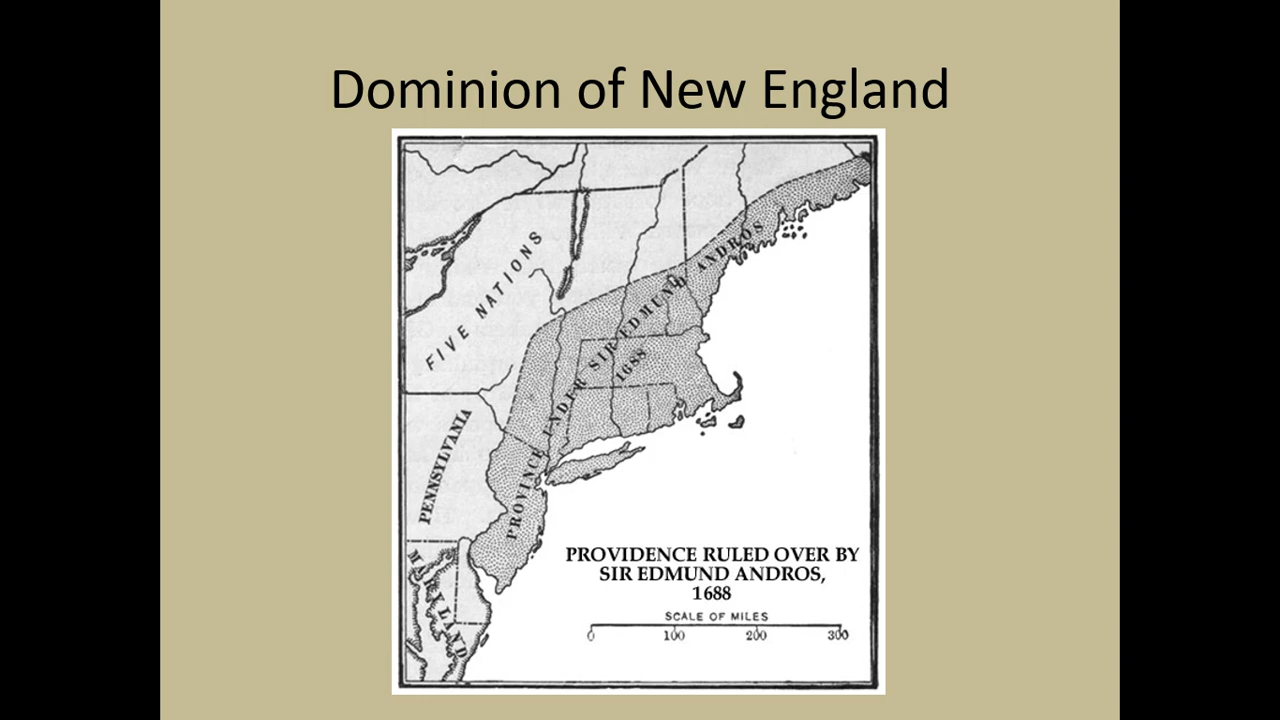 Dominion of New England
FIVE NATIONS
PROVINCE UNDER SIR EDMUND ANDROS
1688
PENNSYLVANIA
MARYLAND
PROVIDENCE RULED OVER BY
SIR EDMUND ANDROS,
1688
SCALE OF MILES
0 100 200 300